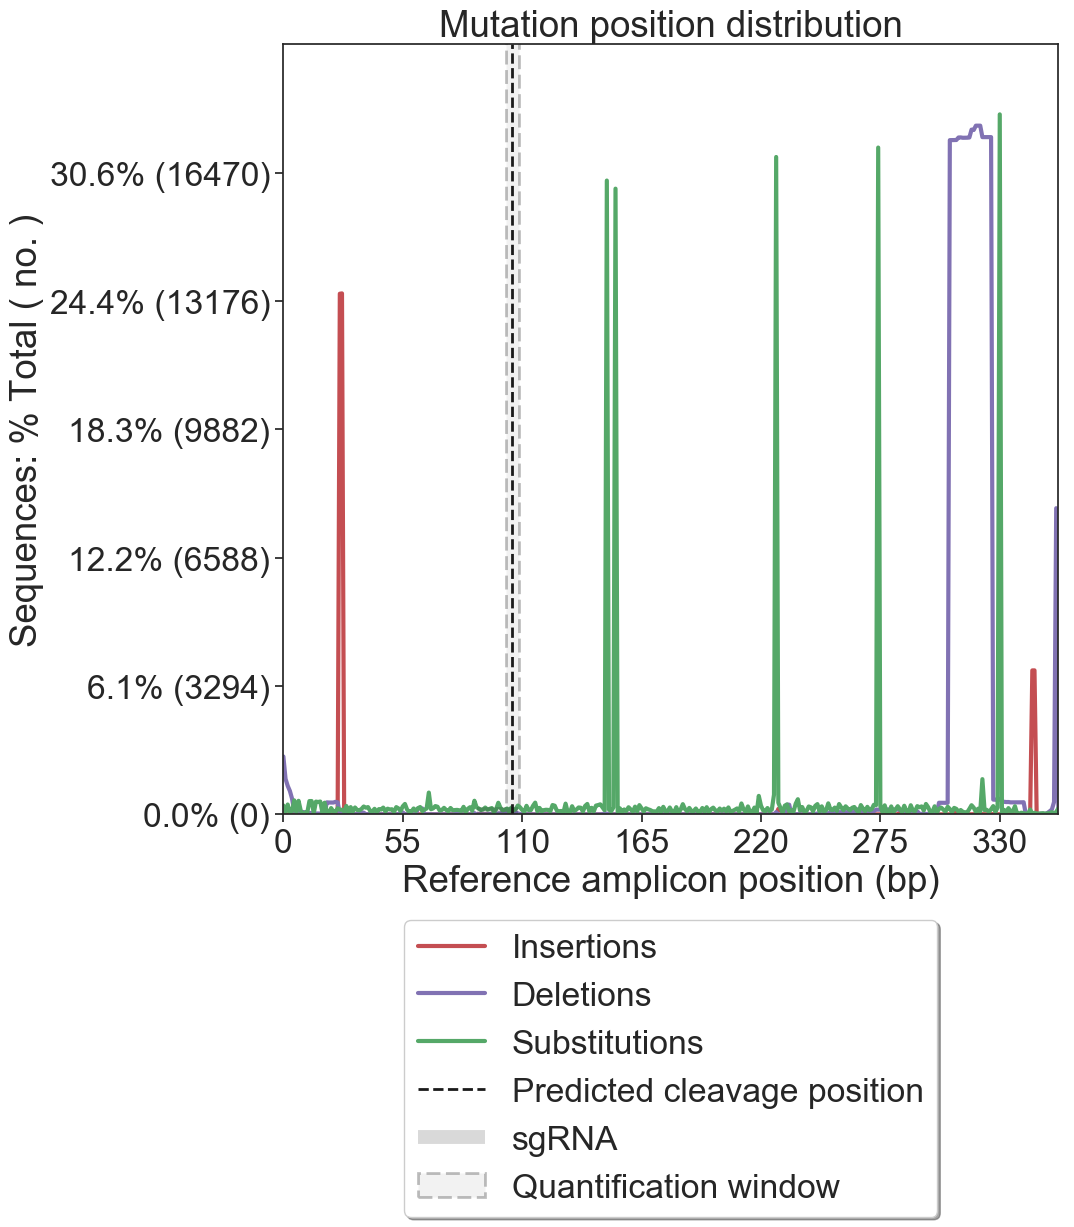 Mutation position distribution
Sequences: % Total ( no. )
30.6% (16470)
24.4% (13176)
18.3% (9882)
12.2% (6588)
6.1% (3294)
0.0% (0)
0 55 110 165 220 275 330
Reference amplicon position (bp)
Insertions
Deletions
Substitutions
Predicted cleavage position
sgRNA
Quantification window